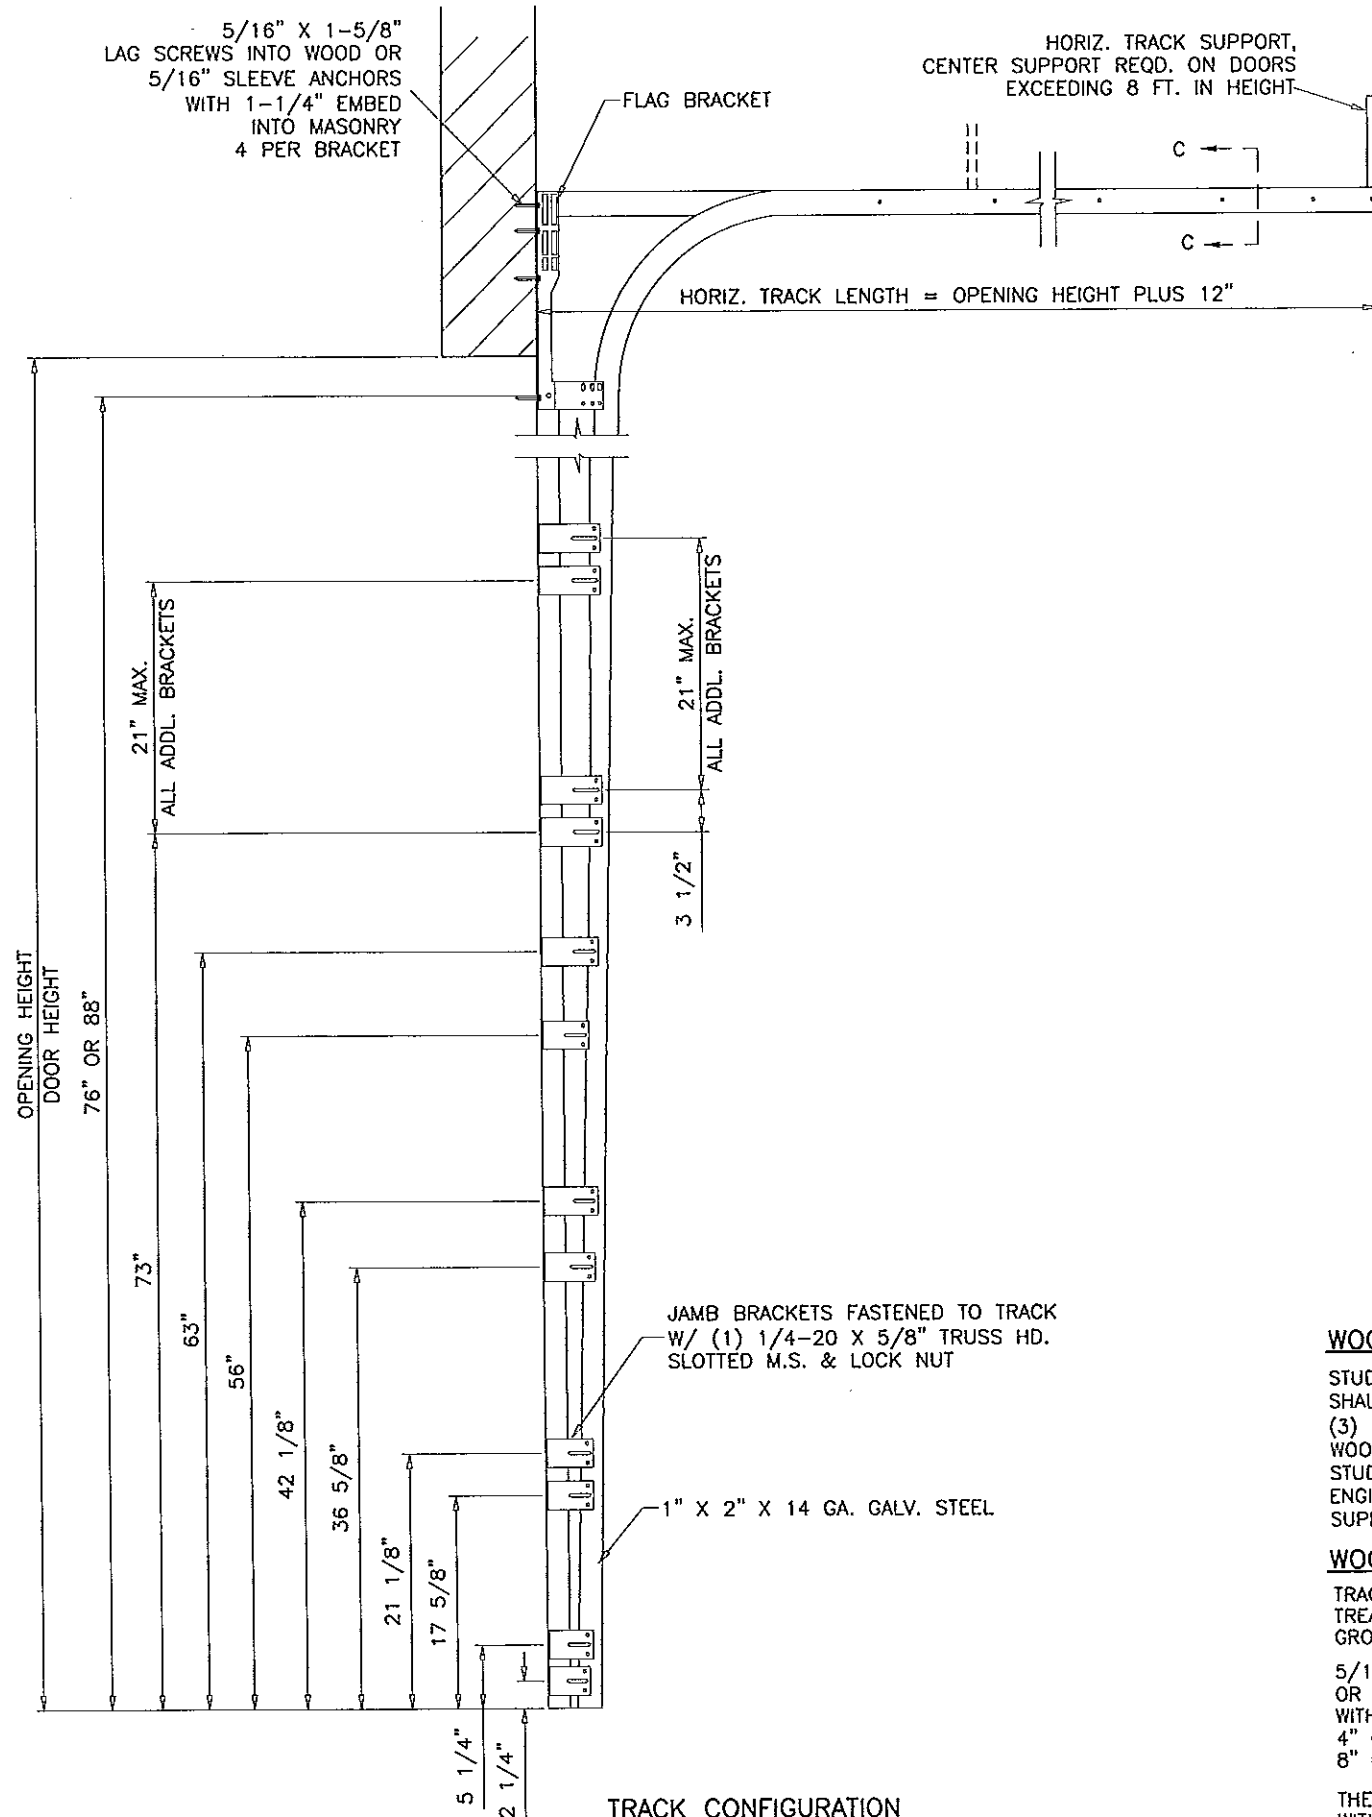 5/16" X 1-5/8"
LAG SCREWS INTO WOOD OR
5/16" SLEEVE ANCHORS
WITH 1-1/4" EMBED
INTO MASONRY
4 PER BRACKET
FLAG BRACKET
HORIZ. TRACK SUPPORT,
CENTER SUPPORT REQD. ON DOORS
EXCEEDING 8 FT. IN HEIGHT
C
C
HORIZ. TRACK LENGTH = OPENING HEIGHT PLUS 12"
21" MAX.
ALL ADDL. BRACKETS
21" MAX.
ALL ADDL. BRACKETS
3 1/2"
OPENING HEIGHT
DOOR HEIGHT
76" OR 88"
73"
63"
56"
42 1/8"
36 5/8"
21 1/8"
17 5/8"
5 1/4"
2 1/4"
JAMB BRACKETS FASTENED TO TRACK
W/ (1) 1/4-20 X 5/8" TRUSS HD.
SLOTTED M.S. & LOCK NUT
1" X 2" X 14 GA. GALV. STEEL
TRACK CONFIGURATION
(3)
OR
4"
8"
THE